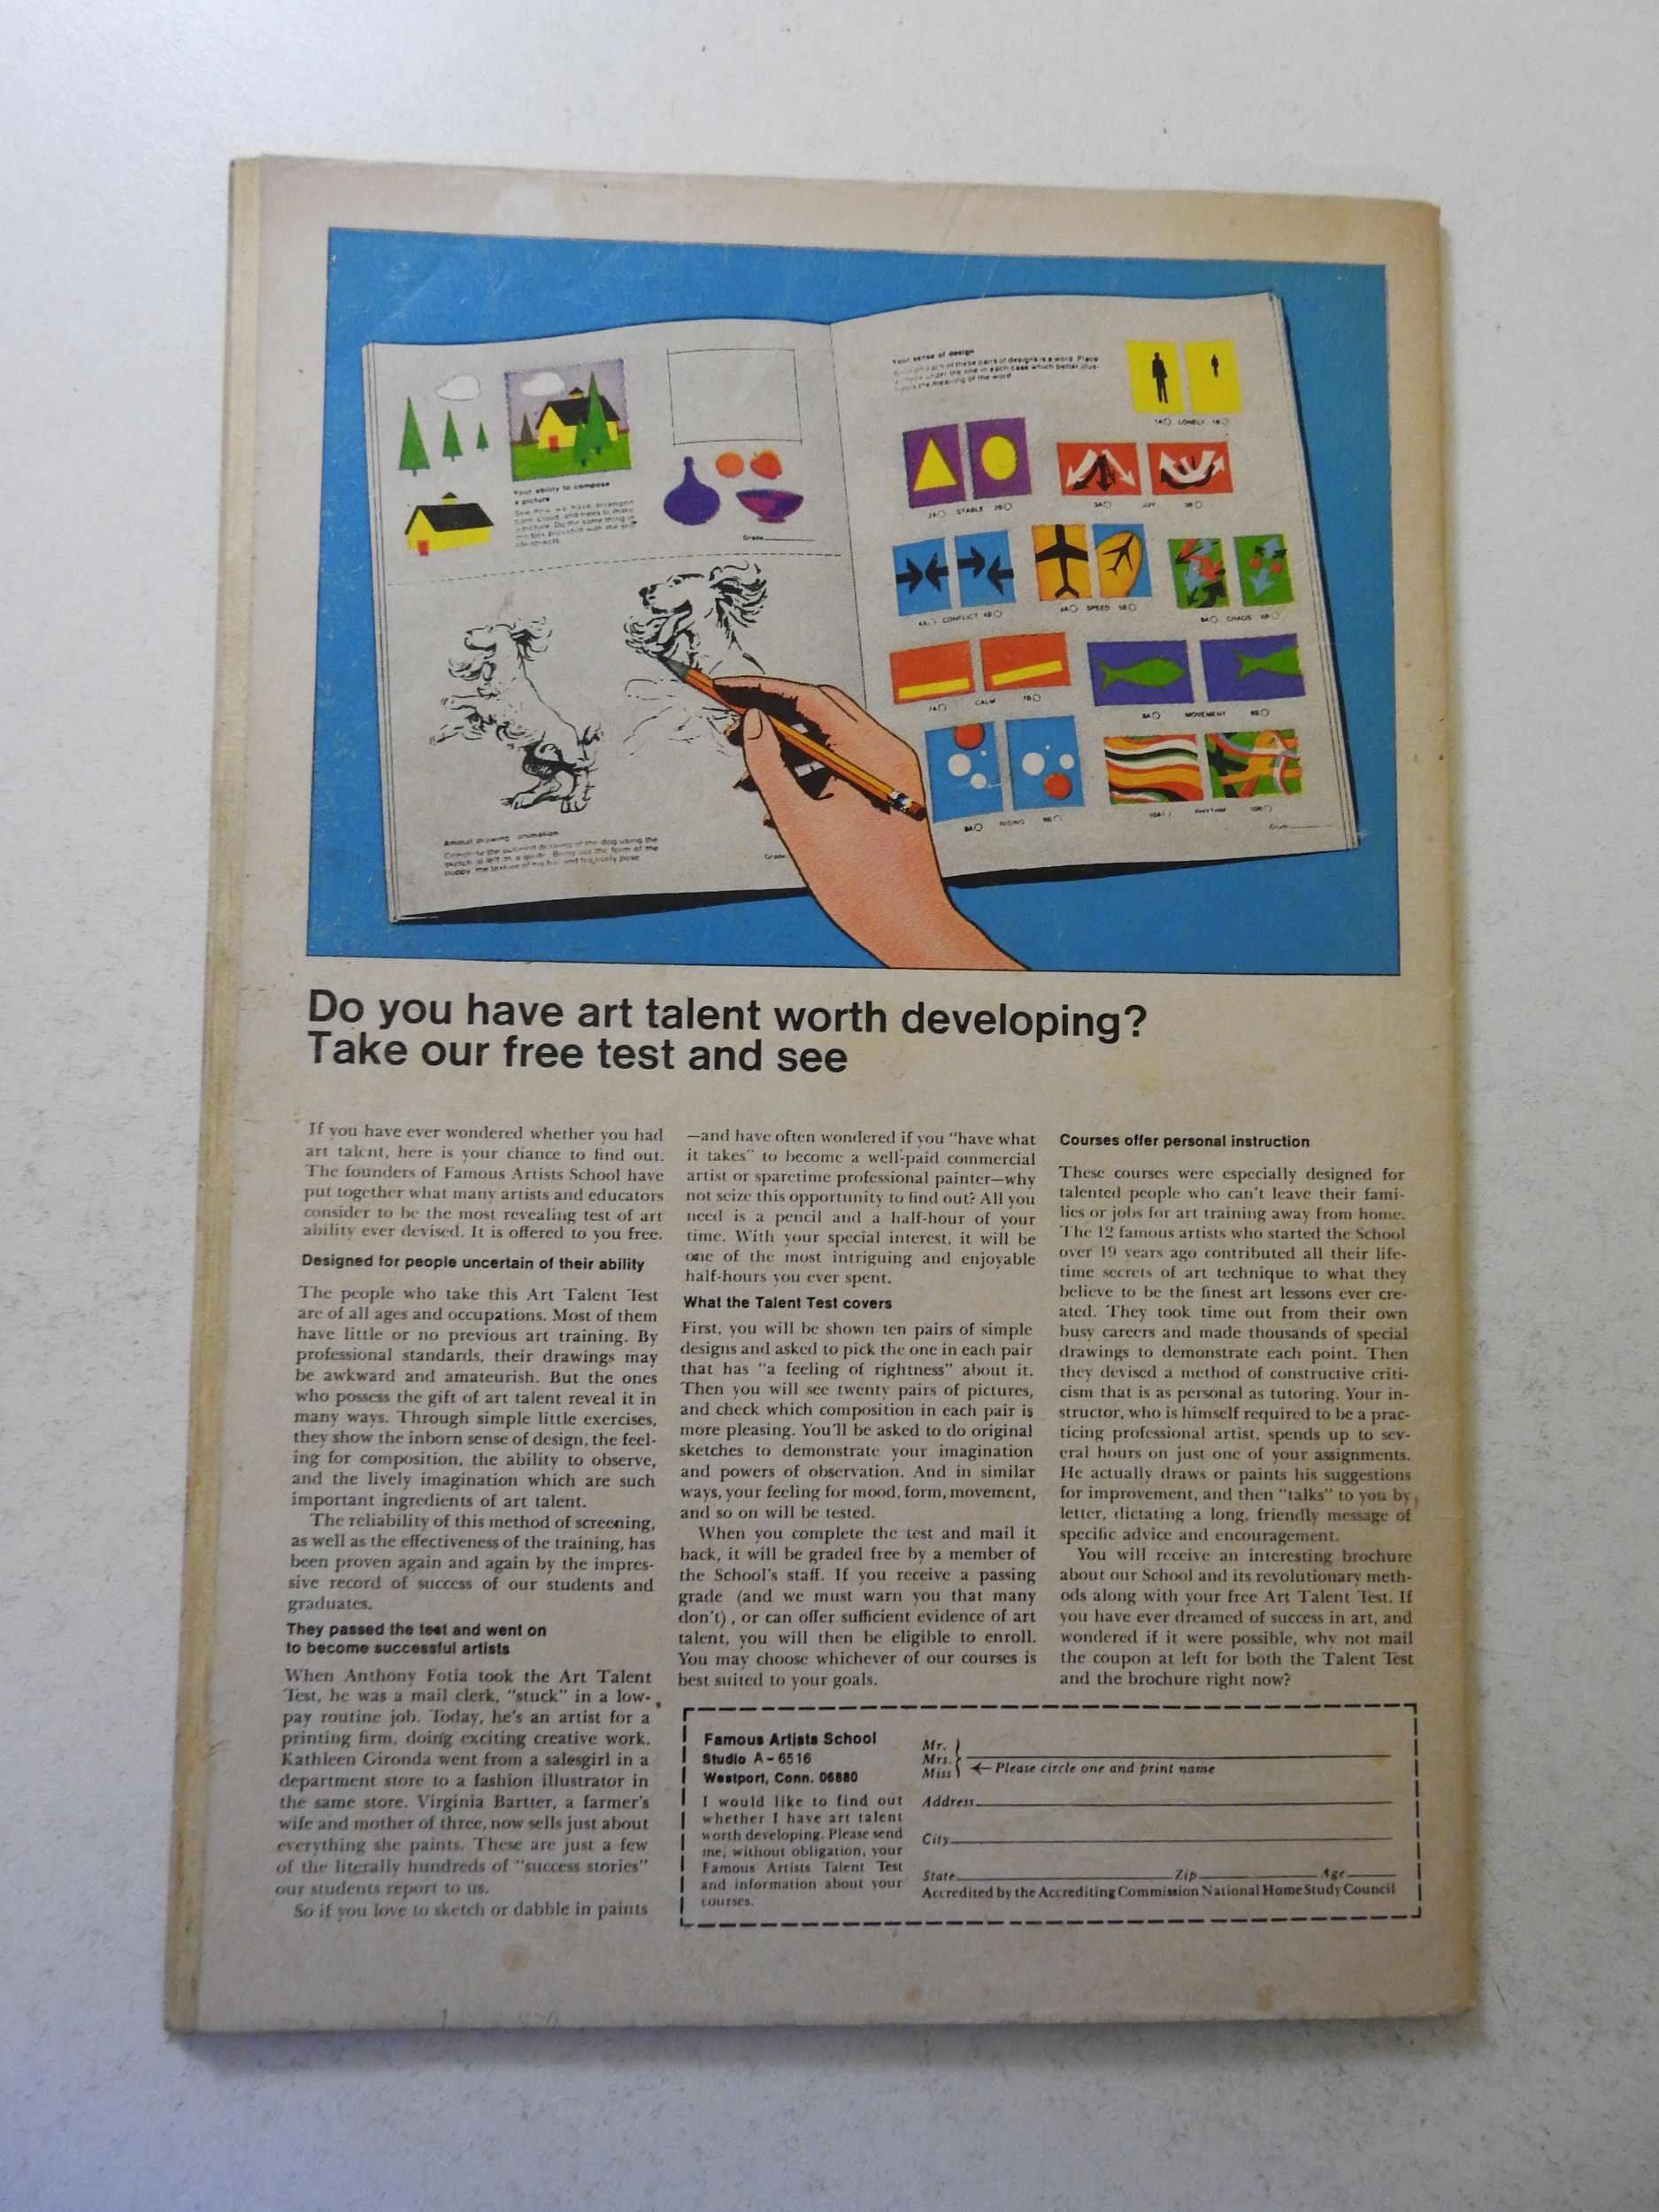 Your ability to compose
a picture
See how we have arranged
Grade
Animal drawing animation
Grade
Your sense of design
1A LONELY 1B
2A STABLE 2B
3A JOY 3B
4A CONFLICT 4B
5A SPEED 5B
6A CHAOS 6B
7A CALM 7B
8A MOVEMENT 8B
9A RISING 9B
10A RHYTHM 10B
Do you have art talent worth developing?
Take our free test and see
If you have ever wondered whether you had
art talent, here is your chance to find out.
The founders of Famous Artists School have
put together what many artists and educators
consider to be the most revealing test of art
ability ever devised. It is offered to you free.
Designed for people uncertain of their ability
The people who take this Art Talent Test
are of all ages and occupations. Most of them
have little or no previous art training. By
professional standards, their drawings may
be awkward and amateurish. But the ones
who possess the gift of art talent reveal it in
many ways. Through simple little exercises,
they show the inborn sense of design, the feel-
ing for composition, the ability to observe,
and the lively imagination which are such
important ingredients of art talent.
The reliability of this method of screening,
as well as the effectiveness of the training, has
been proven again and again by the impres-
sive record of success of our students and
graduates.
They passed the test and went on
to become successful artists
When Anthony Fotia took the Art Talent
Test, he was a mail clerk, "stuck" in a low-
pay routine job. Today, he's an artist for a
printing firm, doing exciting creative work.
Kathleen Gironda went from a salesgirl in a
department store to a fashion illustrator in
the same store. Virginia Bartter, a farmer's
wife and mother of three, now sells just about
everything she paints. These are just a few
of the literally hundreds of "success stories"
our students report to us.
So if you love to sketch or dabble in paints
—and have often wondered if you "have what
it takes" to become a well-paid commercial
artist or sparetime professional painter—why
not seize this opportunity to find out? All you
need is a pencil and a half-hour of your
time. With your special interest, it will be
one of the most intriguing and enjoyable
half-hours you ever spent.
What the Talent Test covers
First, you will be shown ten pairs of simple
designs and asked to pick the one in each pair
that has "a feeling of rightness" about it.
Then you will see twenty pairs of pictures,
and check which composition in each pair is
more pleasing. You'll be asked to do original
sketches to demonstrate your imagination
and powers of observation. And in similar
ways, your feeling for mood, form, movement,
and so on will be tested.
When you complete the test and mail it
back, it will be graded free by a member of
the School's staff. If you receive a passing
grade (and we must warn you that many
don't), or can offer sufficient evidence of art
talent, you will then be eligible to enroll.
You may choose whichever of our courses is
best suited to your goals.
Courses offer personal instruction
These courses were especially designed for
talented people who can't leave their fami-
lies or jobs for art training away from home.
The 12 famous artists who started the School
over 19 years ago contributed all their life-
time secrets of art technique to what they
believe to be the finest art lessons ever cre-
ated. They took time out from their own
busy careers and made thousands of special
drawings to demonstrate each point. Then
they devised a method of constructive criti-
cism that is as personal as tutoring. Your in-
structor, who is himself required to be a prac-
ticing professional artist, spends up to sev-
eral hours on just one of your assignments.
He actually draws or paints his suggestions
for improvement, and then "talks" to you by
letter, dictating a long, friendly message of
specific advice and encouragement.
You will receive an interesting brochure
about our School and its revolutionary meth-
ods along with your free Art Talent Test. If
you have ever dreamed of success in art, and
wondered if it were possible, why not mail
the coupon at left for both the Talent Test
and the brochure right now?
Famous Artists School
Studio A-6516
Westport, Conn. 06880
I would like to find out
whether I have art talent
worth developing. Please send
me, without obligation, your
Famous Artists Talent Test
and information about your
courses.
Mr.
Mrs.
Miss
Please circle one and print name
Address
City
State Zip Age
Accredited by the Accrediting Commission National Home Study Council